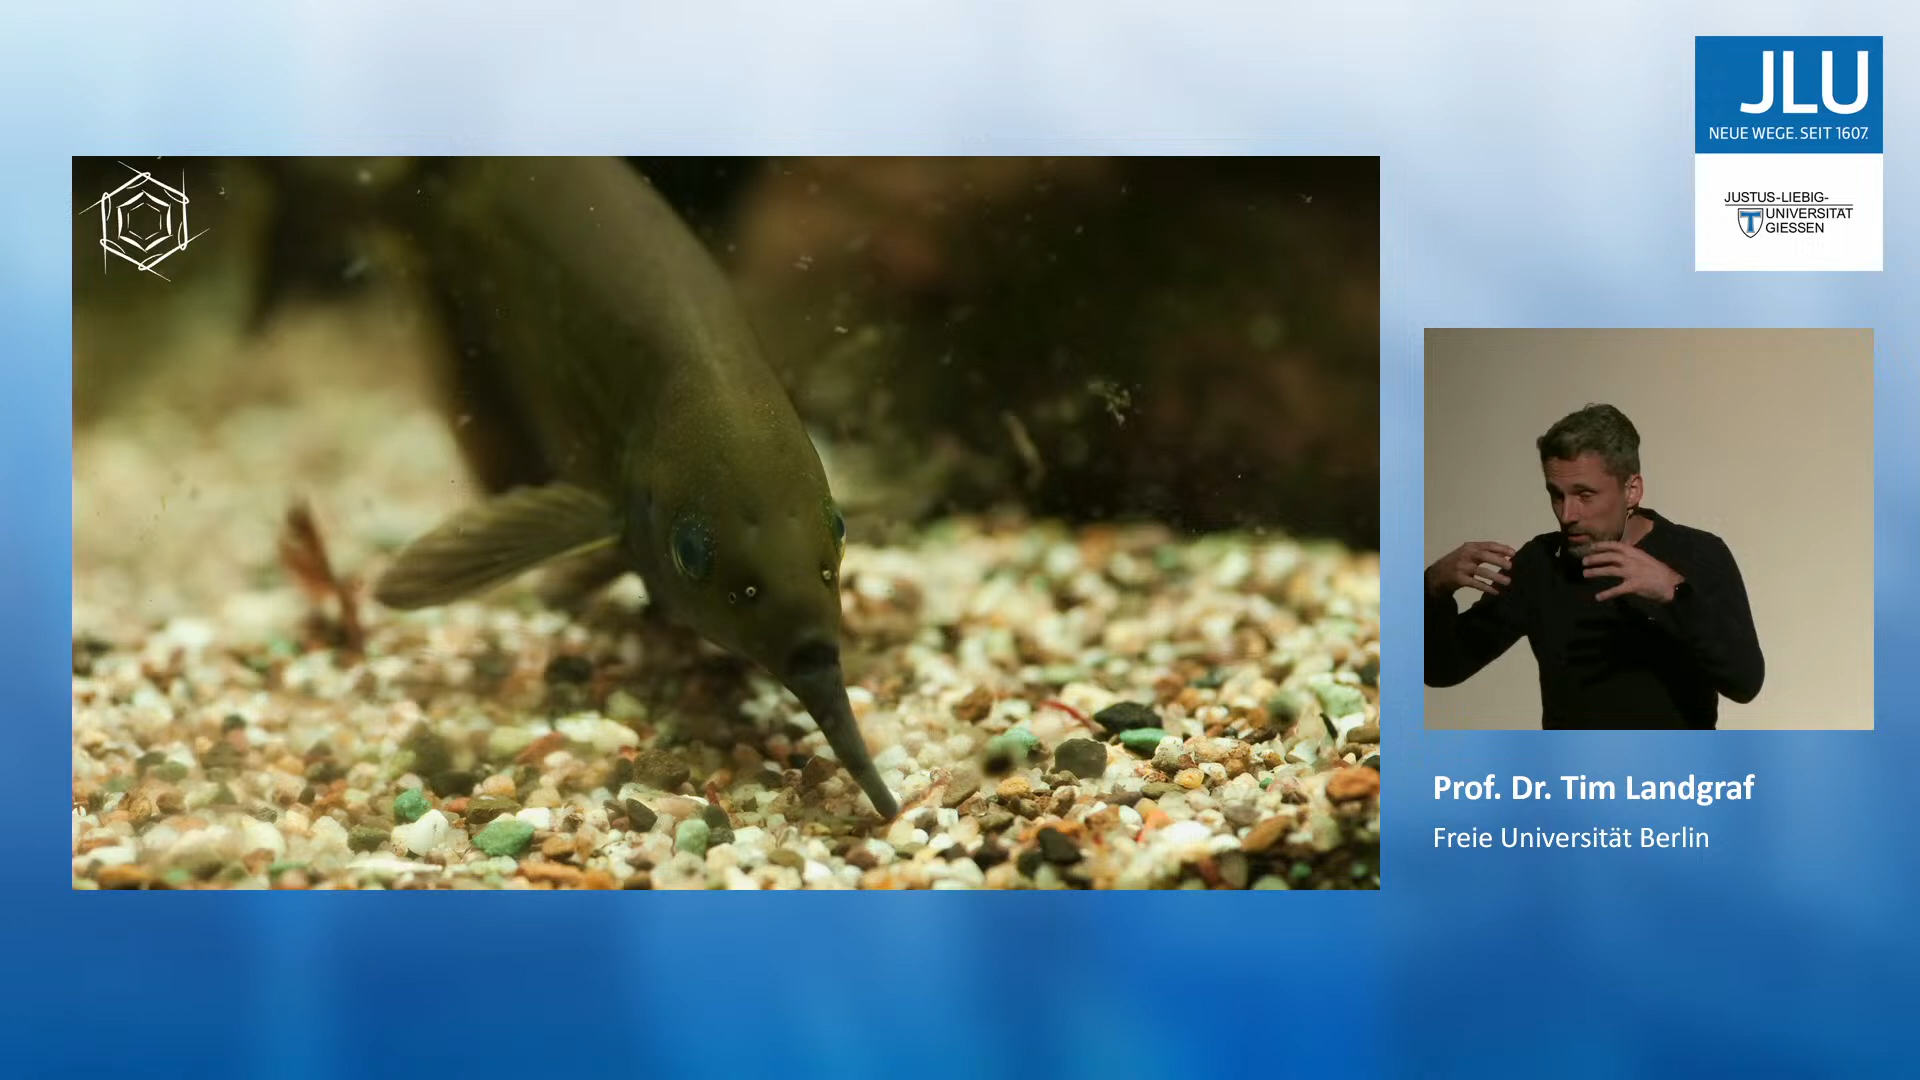 JLU
NEUE WEGE. SEIT 1607.
JUSTUS-LIEBIG-
UNIVERSITÄT
GIESSEN
Prof. Dr. Tim Landgraf
Freie Universität Berlin